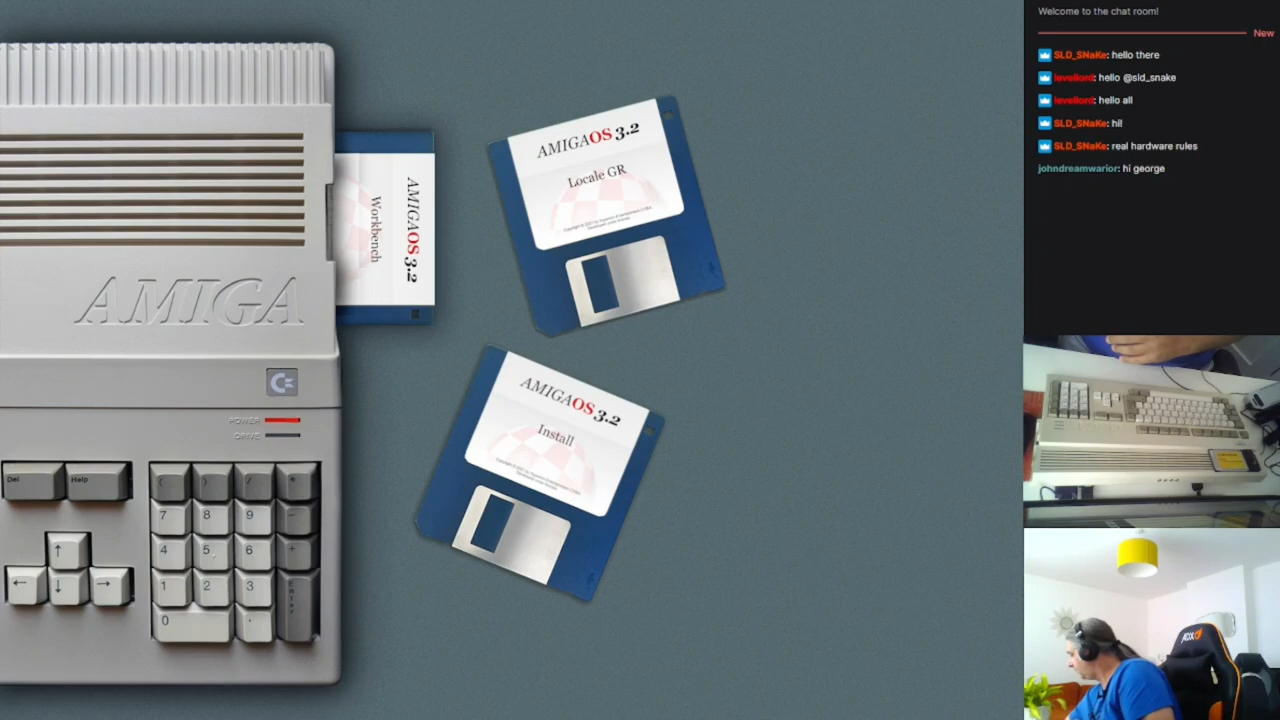 AMIGA
POWER
DRIVE
Del
Help
7
8
9
4
5
6
1
2
3
0
Enter
AMIGAOS 3.2
Workbench
AMIGAOS 3.2
Locale GR
AMIGAOS 3.2
Install
Welcome to the chat room!
New
SLD_SNaKe: hello there
levellord: hello @sld_snake
levellord: hello all
SLD_SNaKe: hi!
SLD_SNaKe: real hardware rules
johndreamwarior: hi george